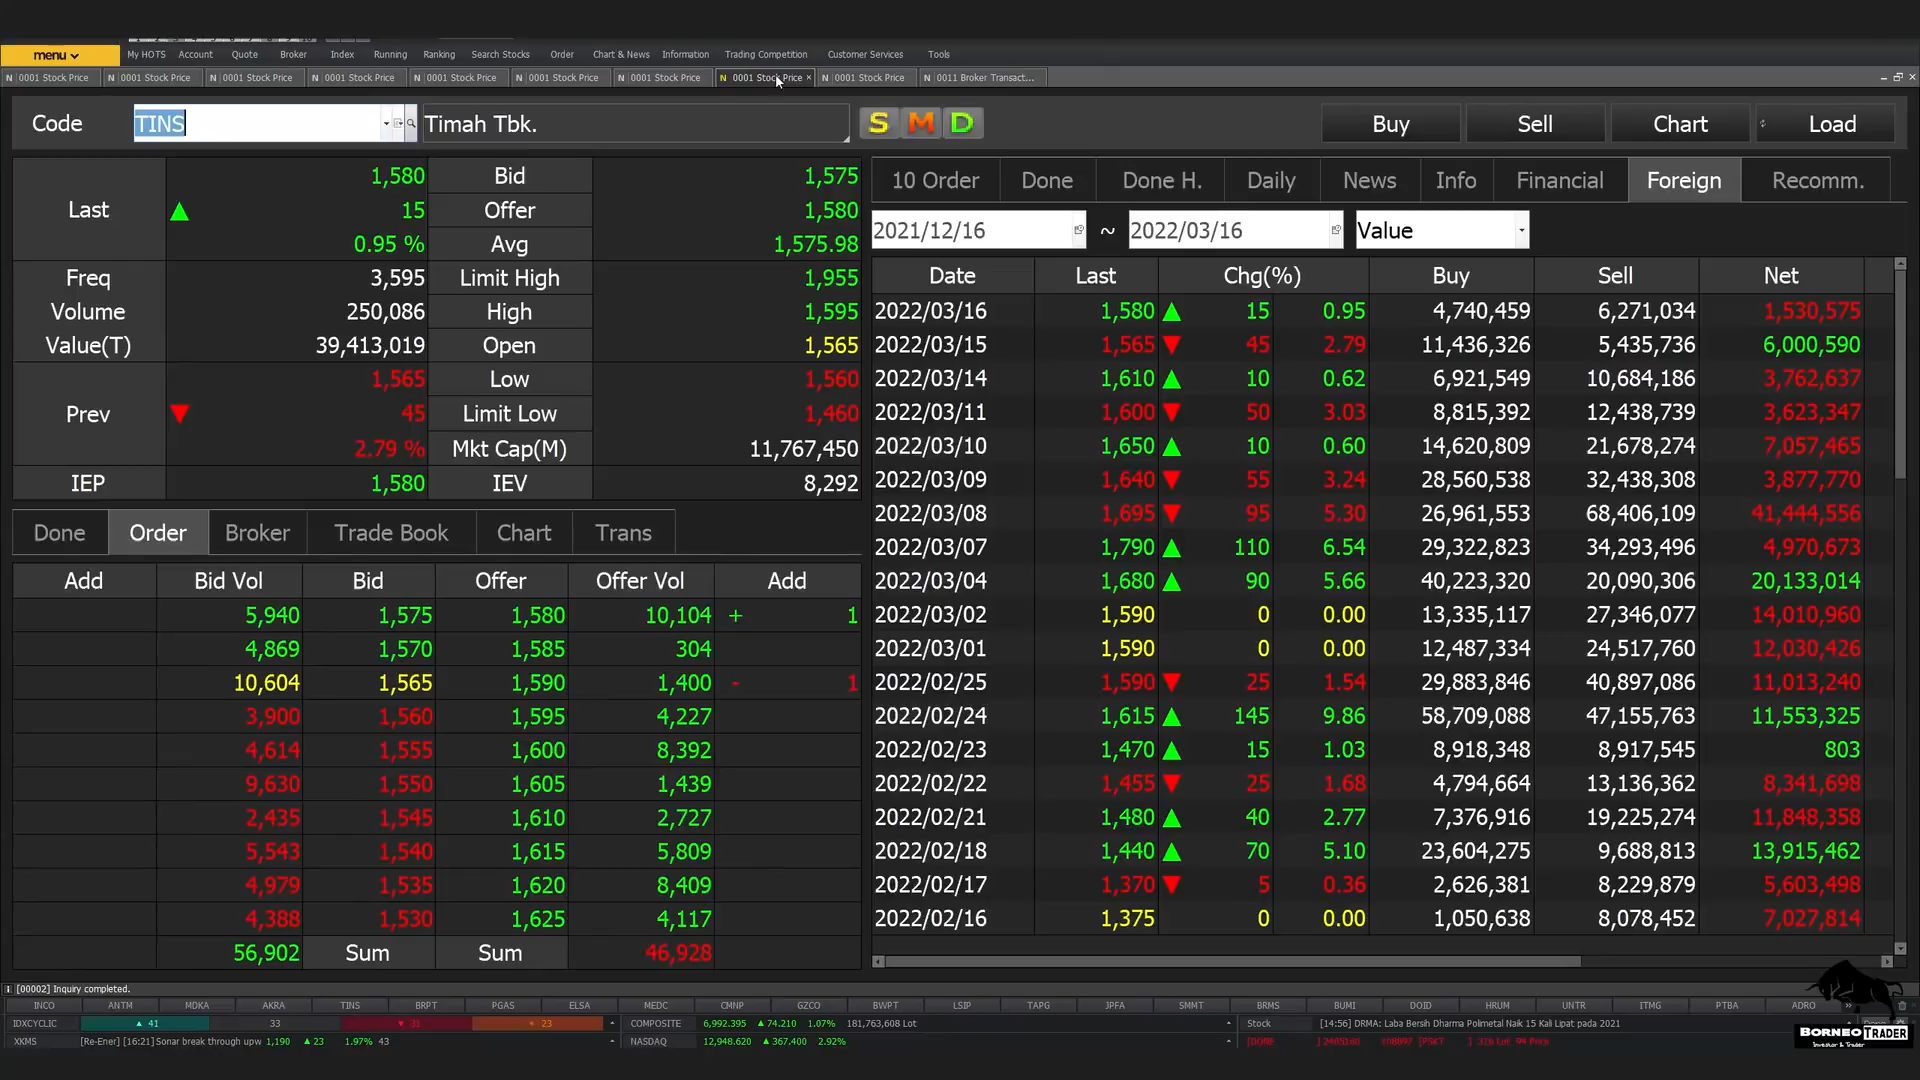 menu My HOTS Account Quote Broker Index Running Ranking Search Stocks Order Chart & News Information Trading Competition Customer Services Tools
N 0001 Stock Price N 0001 Stock Price N 0001 Stock Price N 0001 Stock Price N 0001 Stock Price N 0001 Stock Price N 0001 Stock Price N 0001 Stock Price × N 0001 Stock Price N 0011 Broker Transact...
Code TINS Timah Tbk. S M D Buy Sell Chart Load
Last 1,580 Bid 1,575
15 Offer 1,580
0.95 % Avg 1,575.98
Freq 3,595 Limit High 1,955
Volume 250,086 High 1,595
Value(T) 39,413,019 Open 1,565
Prev 1,565 Low 1,560
45 Limit Low 1,460
2.79 % Mkt Cap(M) 11,767,450
IEP 1,580 IEV 8,292
Done Order Broker Trade Book Chart Trans
Add Bid Vol Bid Offer Offer Vol Add
5,940 1,575 1,580 10,104 + 1
4,869 1,570 1,585 304
10,604 1,565 1,590 1,400 - 1
3,900 1,560 1,595 4,227
4,614 1,555 1,600 8,392
9,630 1,550 1,605 1,439
2,435 1,545 1,610 2,727
5,543 1,540 1,615 5,809
4,979 1,535 1,620 8,409
4,388 1,530 1,625 4,117
56,902 Sum Sum 46,928
10 Order Done Done H. Daily News Info Financial Foreign Recomm.
2021/12/16 ~ 2022/03/16 Value
Date Last Chg(%) Buy Sell Net
2022/03/16 1,580 15 0.95 4,740,459 6,271,034 1,530,575
2022/03/15 1,565 45 2.79 11,436,326 5,435,736 6,000,590
2022/03/14 1,610 10 0.62 6,921,549 10,684,186 3,762,637
2022/03/11 1,600 50 3.03 8,815,392 12,438,739 3,623,347
2022/03/10 1,650 10 0.60 14,620,809 21,678,274 7,057,465
2022/03/09 1,640 55 3.24 28,560,538 32,438,308 3,877,770
2022/03/08 1,695 95 5.30 26,961,553 68,406,109 41,444,556
2022/03/07 1,790 110 6.54 29,322,823 34,293,496 4,970,673
2022/03/04 1,680 90 5.66 40,223,320 20,090,306 20,133,014
2022/03/02 1,590 0 0.00 13,335,117 27,346,077 14,010,960
2022/03/01 1,590 0 0.00 12,487,334 24,517,760 12,030,426
2022/02/25 1,590 25 1.54 29,883,846 40,897,086 11,013,240
2022/02/24 1,615 145 9.86 58,709,088 47,155,763 11,553,325
2022/02/23 1,470 15 1.03 8,918,348 8,917,545 803
2022/02/22 1,455 25 1.68 4,794,664 13,136,362 8,341,698
2022/02/21 1,480 40 2.77 7,376,916 19,225,274 11,848,358
2022/02/18 1,440 70 5.10 23,604,275 9,688,813 13,915,462
2022/02/17 1,370 5 0.36 2,626,381 8,229,879 5,603,498
2022/02/16 1,375 0 0.00 1,050,638 8,078,452 7,027,814
[00002] Inquiry completed.
INCO ANTM MDKA AKRA TINS BRPT PGAS ELSA MEDC CMNP GZCO BWPT LSIP TAPG JPFA SMMT BRMS BUMI DOID HRUM UNTR ITMG PTBA ADRO
IDXCYCLIC 41 33 31 23 COMPOSITE 6,992.395 74.210 1.07% 181,763,608 Lot Stock [14:56] DRMA: Laba Bersih Dharma Polimetal Naik 15 Kali Lipat pada 2021
XKMS [Re-Ener] [16:21] Sonar break through upw 1,190 23 1.97% 43 NASDAQ 12,948.620 367.400 2.92%
BORNEO TRADER
Investor & Trader